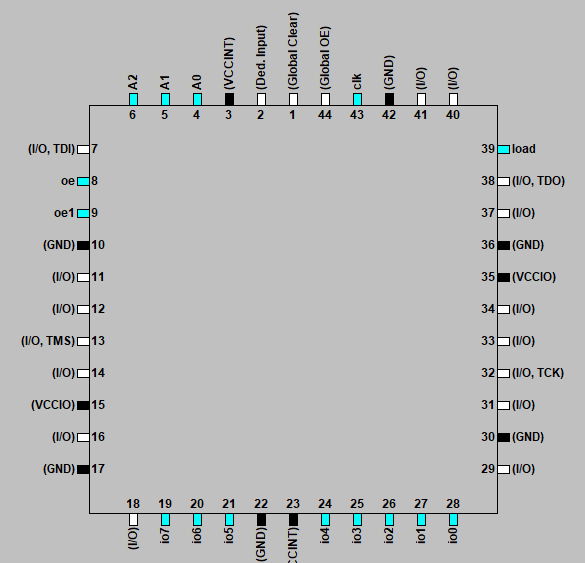 A2
A1
A0
(VCCINT)
(Ded. Input)
(Global Clear)
(Global OE)
clk
(GND)
(I/O)
(I/O)
6 5 4 3 2 1 44 43 42 41 40
(I/O, TDI) 7
oe 8
oe1 9
(GND) 10
(I/O) 11
(I/O) 12
(I/O, TMS) 13
(I/O) 14
(VCCIO) 15
(I/O) 16
(GND) 17
39 load
38 (I/O, TDO)
37 (I/O)
36 (GND)
35 (VCCIO)
34 (I/O)
33 (I/O)
32 (I/O, TCK)
31 (I/O)
30 (GND)
29 (I/O)
18 19 20 21 22 23 24 25 26 27 28
(I/O)
io7
io6
io5
(GND)
CCINT)
io4
io3
io2
io1
io0